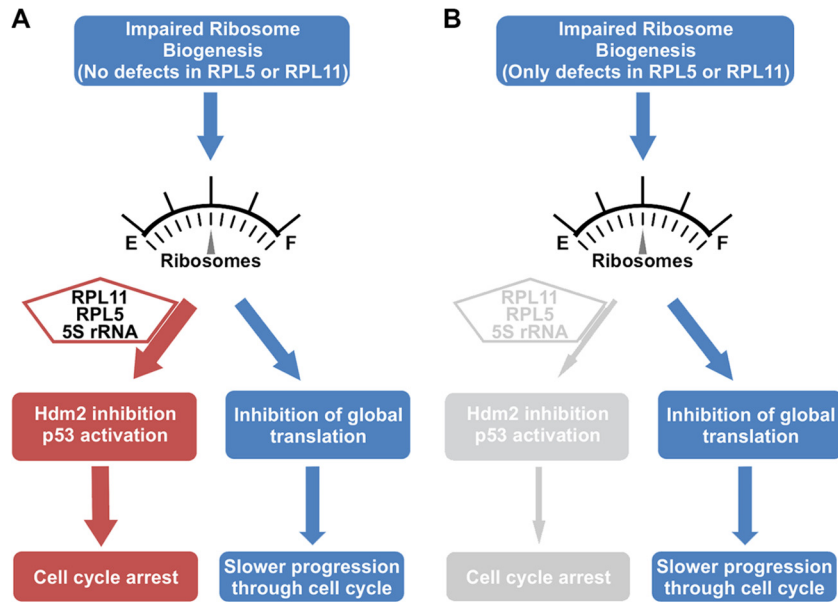 A
Impaired Ribosome
Biogenesis
(No defects in RPL5 or RPL11)
E
F
Ribosomes
RPL11
RPL5
5S rRNA
Hdm2 inhibition
p53 activation
Inhibition of global
translation
Cell cycle arrest
Slower progression
through cell cycle
B
Impaired Ribosome
Biogenesis
(Only defects in RPL5 or RPL11)
E
F
Ribosomes
RPL11
RPL5
5S rRNA
Hdm2 inhibition
p53 activation
Inhibition of global
translation
Cell cycle arrest
Slower progression
through cell cycle